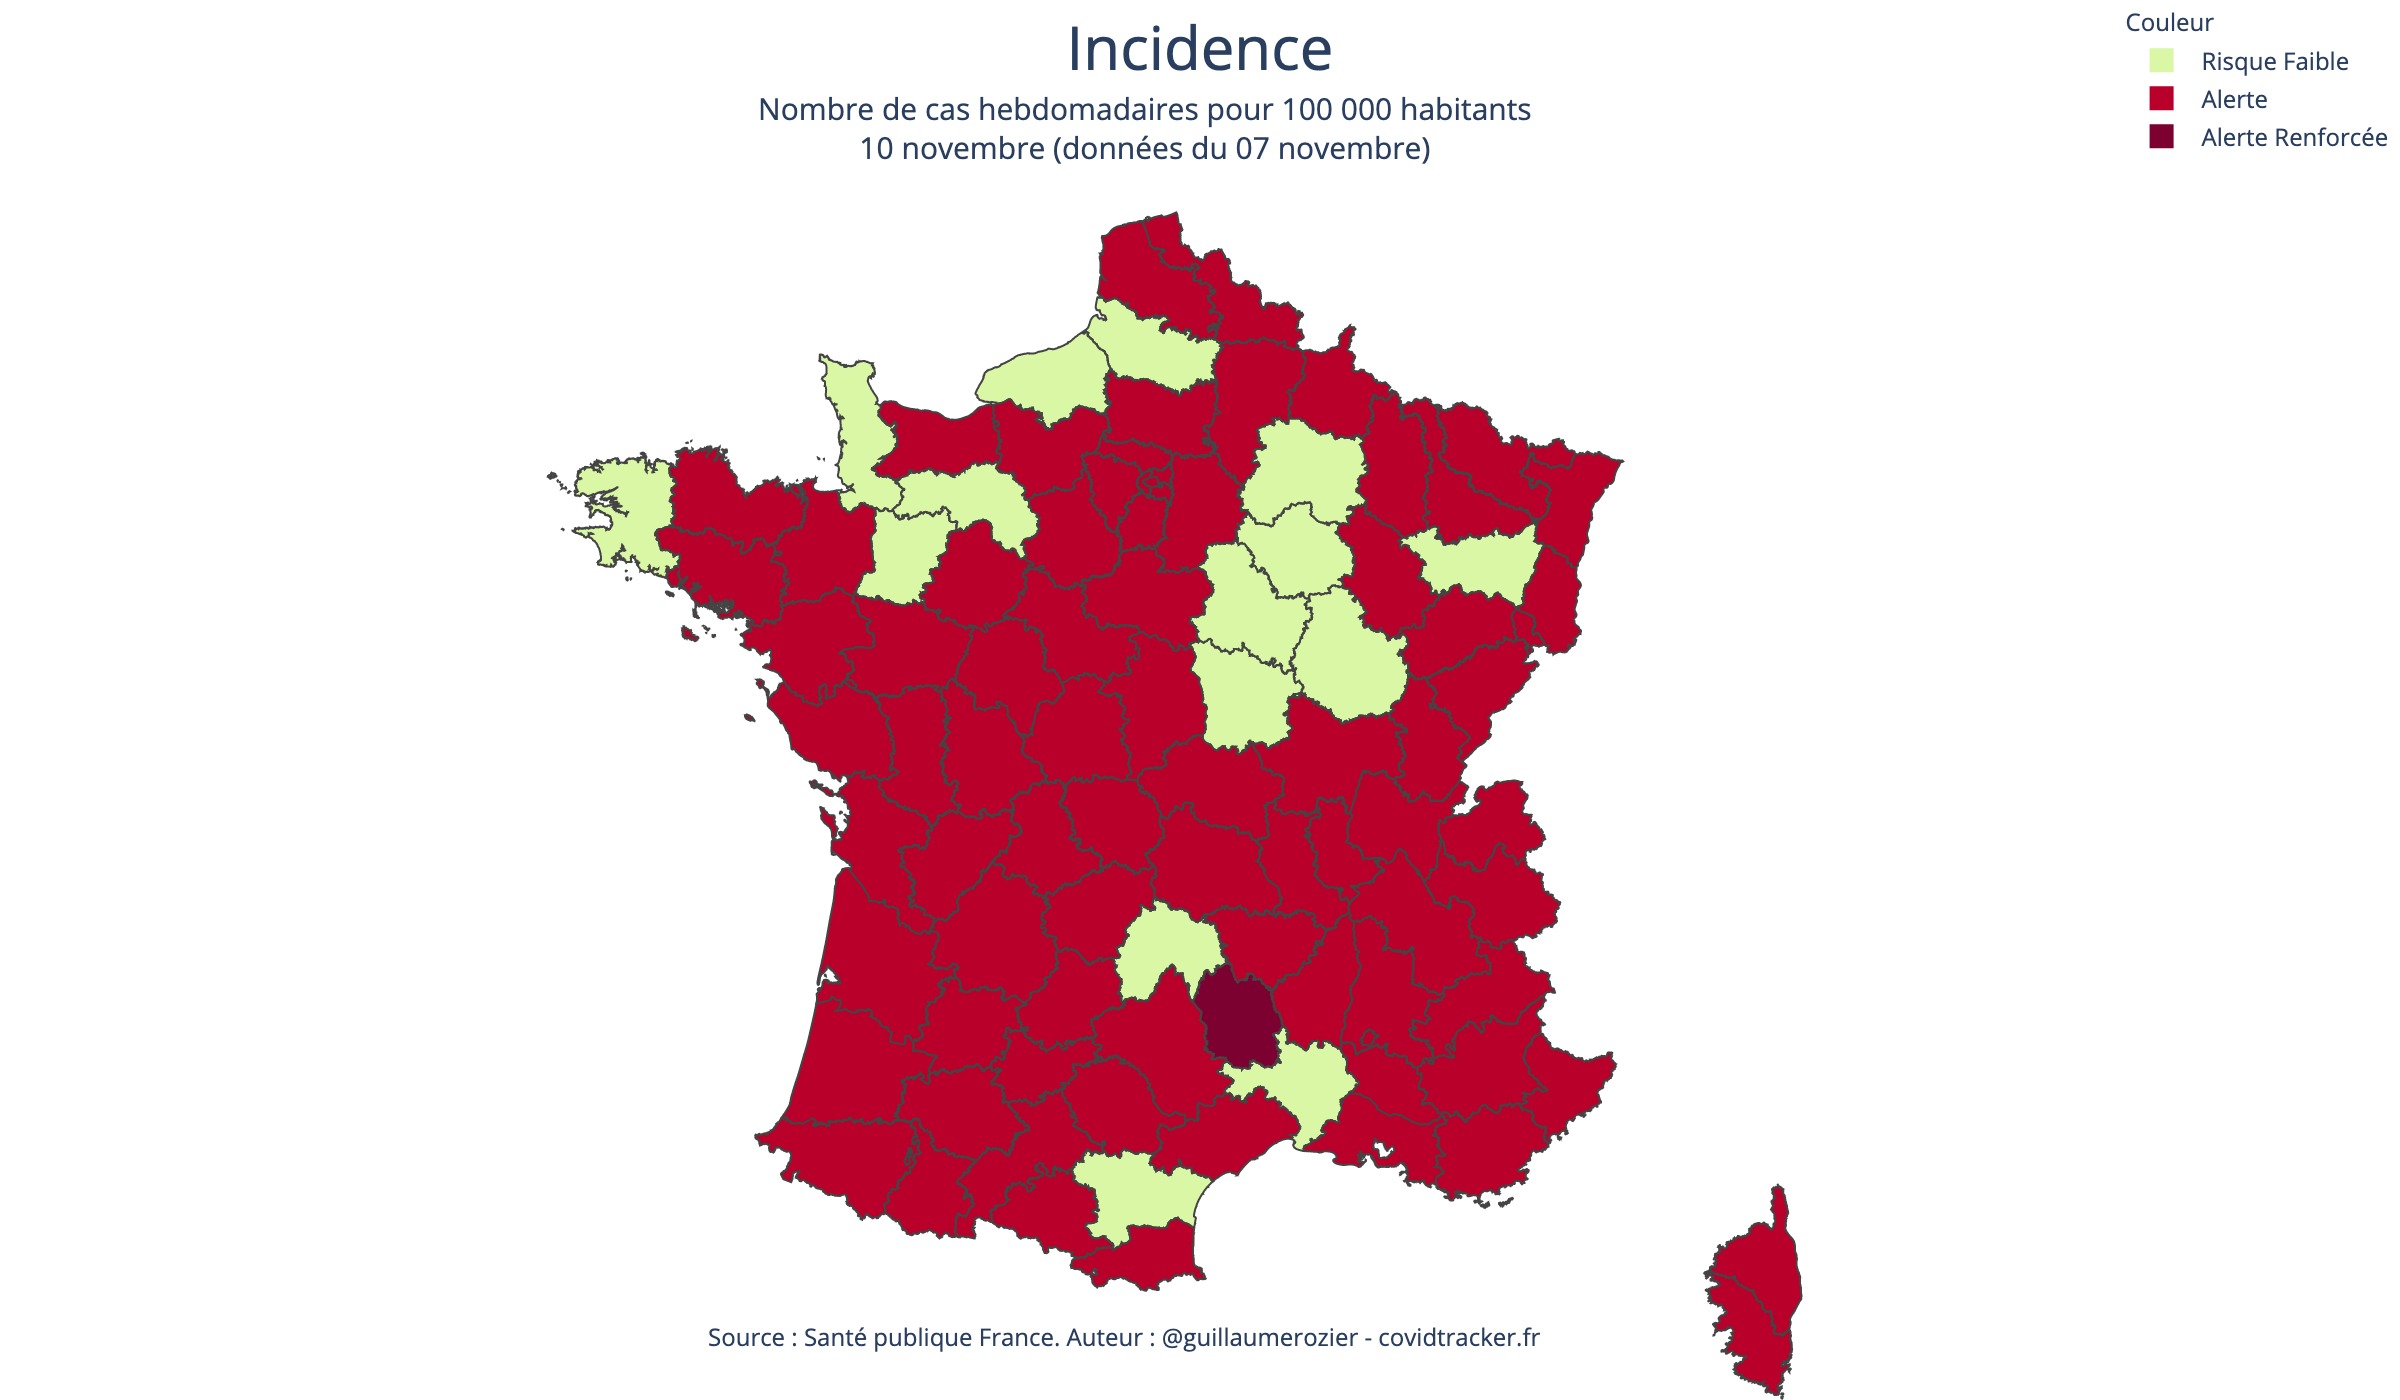 Incidence
Nombre de cas hebdomadaires pour 100 000 habitants
10 novembre (données du 07 novembre)
Couleur
Risque Faible
Alerte
Alerte Renforcée
Source : Santé publique France. Auteur : @guillaumerozier - covidtracker.fr